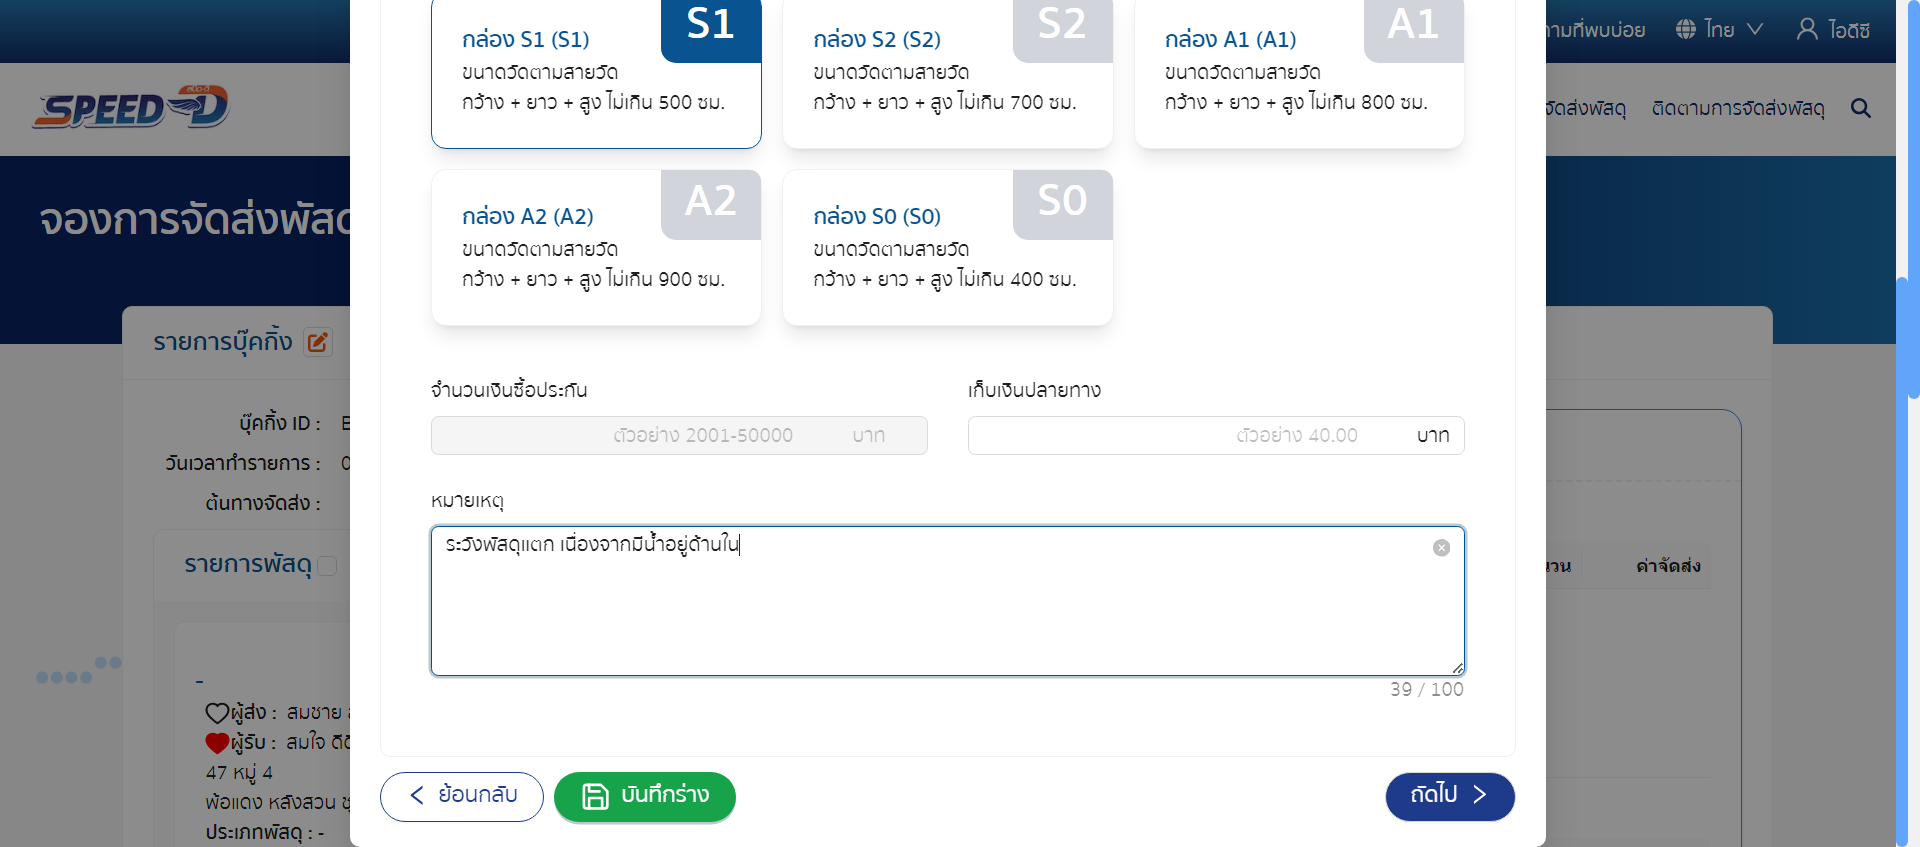 S1
S2
A1
กล่อง S1 (S1)
กล่อง S2 (S2)
กล่อง A1 (A1)
ขนาดวัดตามสายวัด
ขนาดวัดตามสายวัด
ขนาดวัดตามสายวัด
กว้าง + ยาว + สูง ไม่เกิน 500 ซม.
กว้าง + ยาว + สูง ไม่เกิน 700 ซม.
กว้าง + ยาว + สูง ไม่เกิน 800 ซม.
ไทย
ไอดีซี
SPEED-D
ติดตามการจัดส่งพัสดุ
A2
S0
กล่อง A2 (A2)
กล่อง S0 (S0)
ขนาดวัดตามสายวัด
ขนาดวัดตามสายวัด
กว้าง + ยาว + สูง ไม่เกิน 900 ซม.
กว้าง + ยาว + สูง ไม่เกิน 400 ซม.
จองการจัดส่งพัสดุ
รายการบุ๊คกิ้ง
จำนวนเงินซื้อประกัน
เก็บเงินปลายทาง
ตัวอย่าง 2001-50000 บาท
ตัวอย่าง 40.00 บาท
บุ๊คกิ้ง ID :
วันเวลาทำรายการ :
ต้นทางจัดส่ง :
หมายเหตุ
ระวังพัสดุแตก เนื่องจากมีน้ำอยู่ด้านใน
39 / 100
รายการพัสดุ
ค่าจัดส่ง
-
ผู้ส่ง : สมชาย
ผู้รับ : สมใจ
47 หมู่ 4
พ้อแดง หลังสวน
ประเภทพัสดุ : -
ย้อนกลับ
บันทึกร่าง
ถัดไป